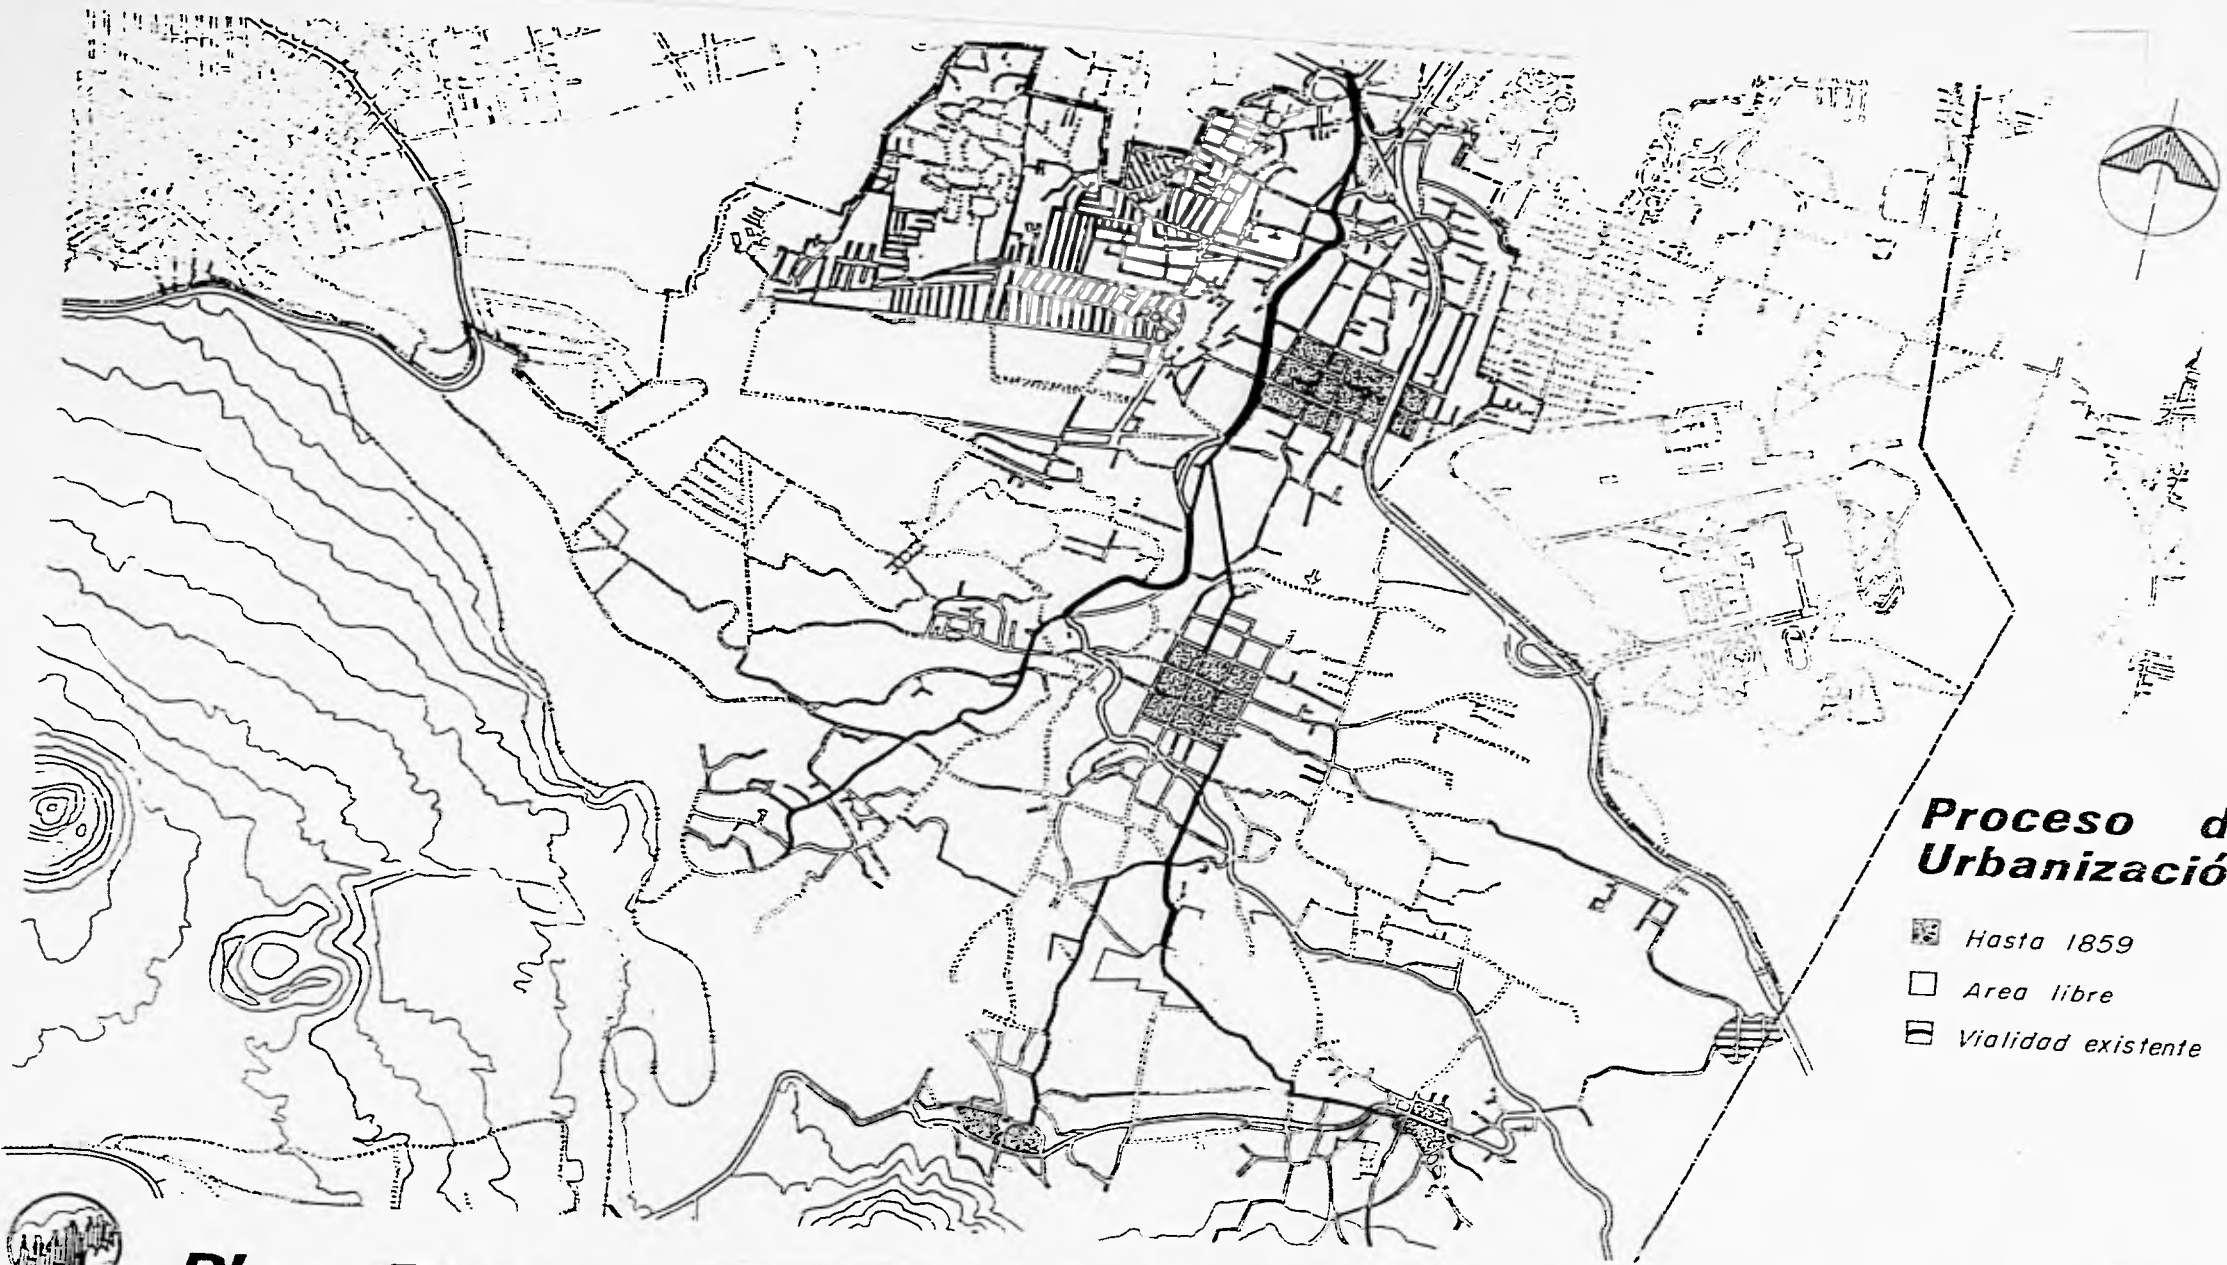 Proceso d
Urbanizació
Hasta 1859
Area libre
Vialidad existente